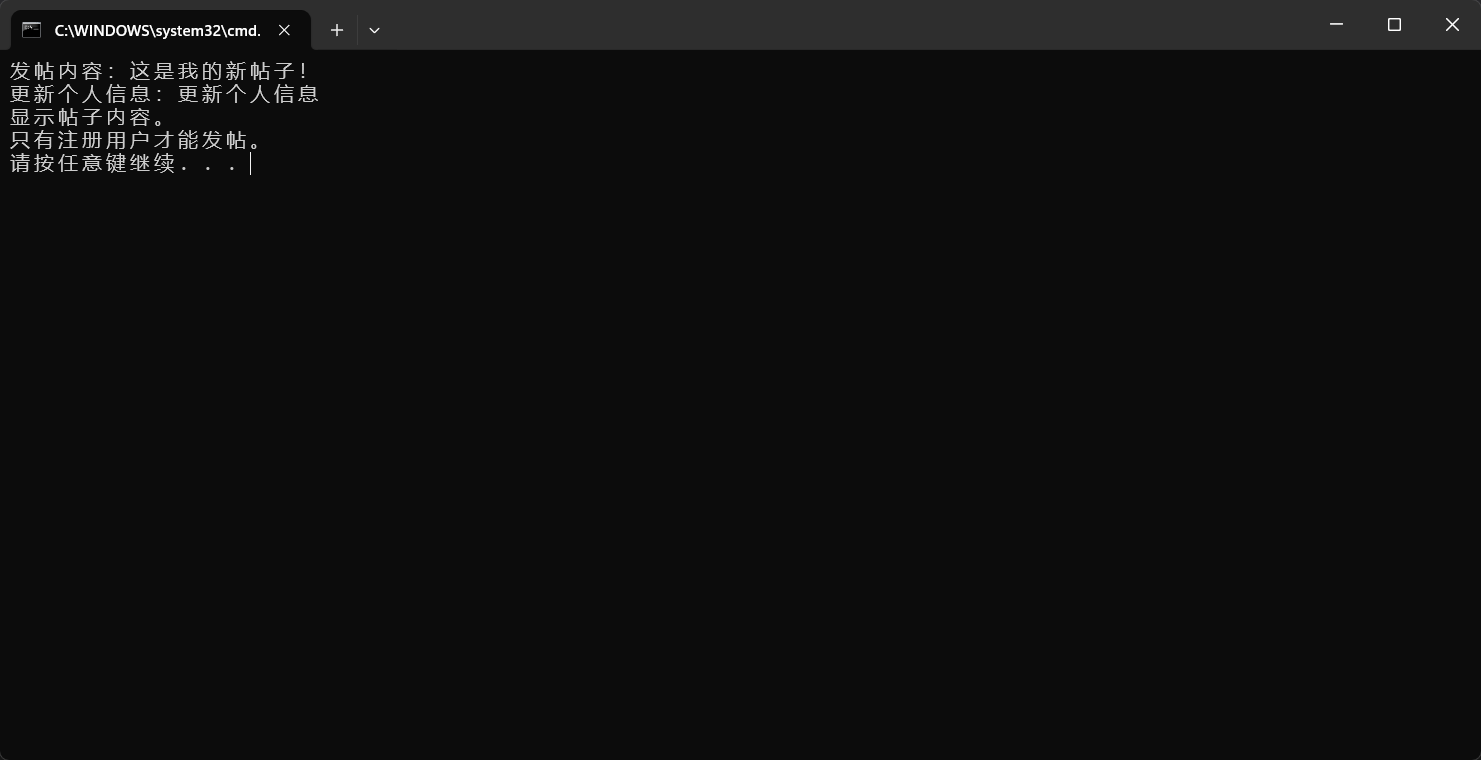 C:\WINDOWS\system32\cmd.
发帖内容：这是我的新帖子！
更新个人信息：更新个人信息
显示帖子内容。
只有注册用户才能发帖。
请按任意键继续. . .